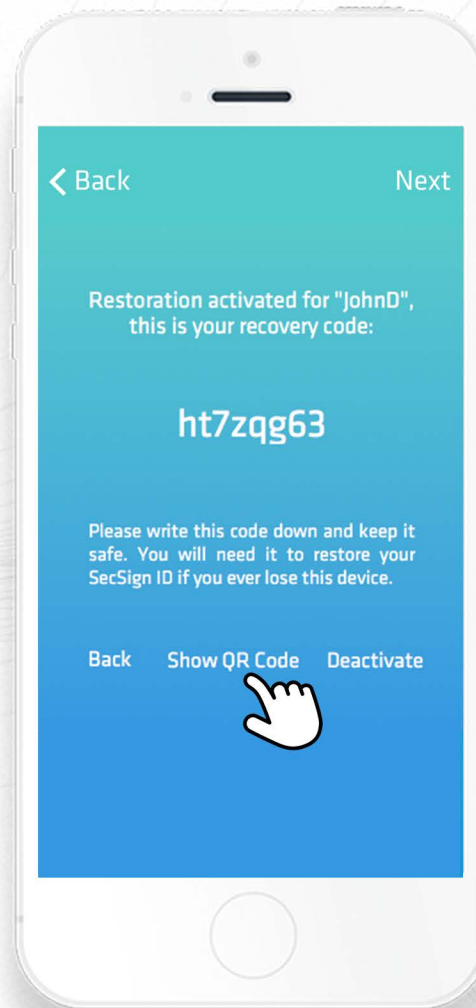 Back
Next
Restoration activated for "JohnD",
this is your recovery code:
ht7zqg63
Please write this code down and keep it
safe. You will need it to restore your
SecSign ID if you ever lose this device.
Back Show QR Code Deactivate